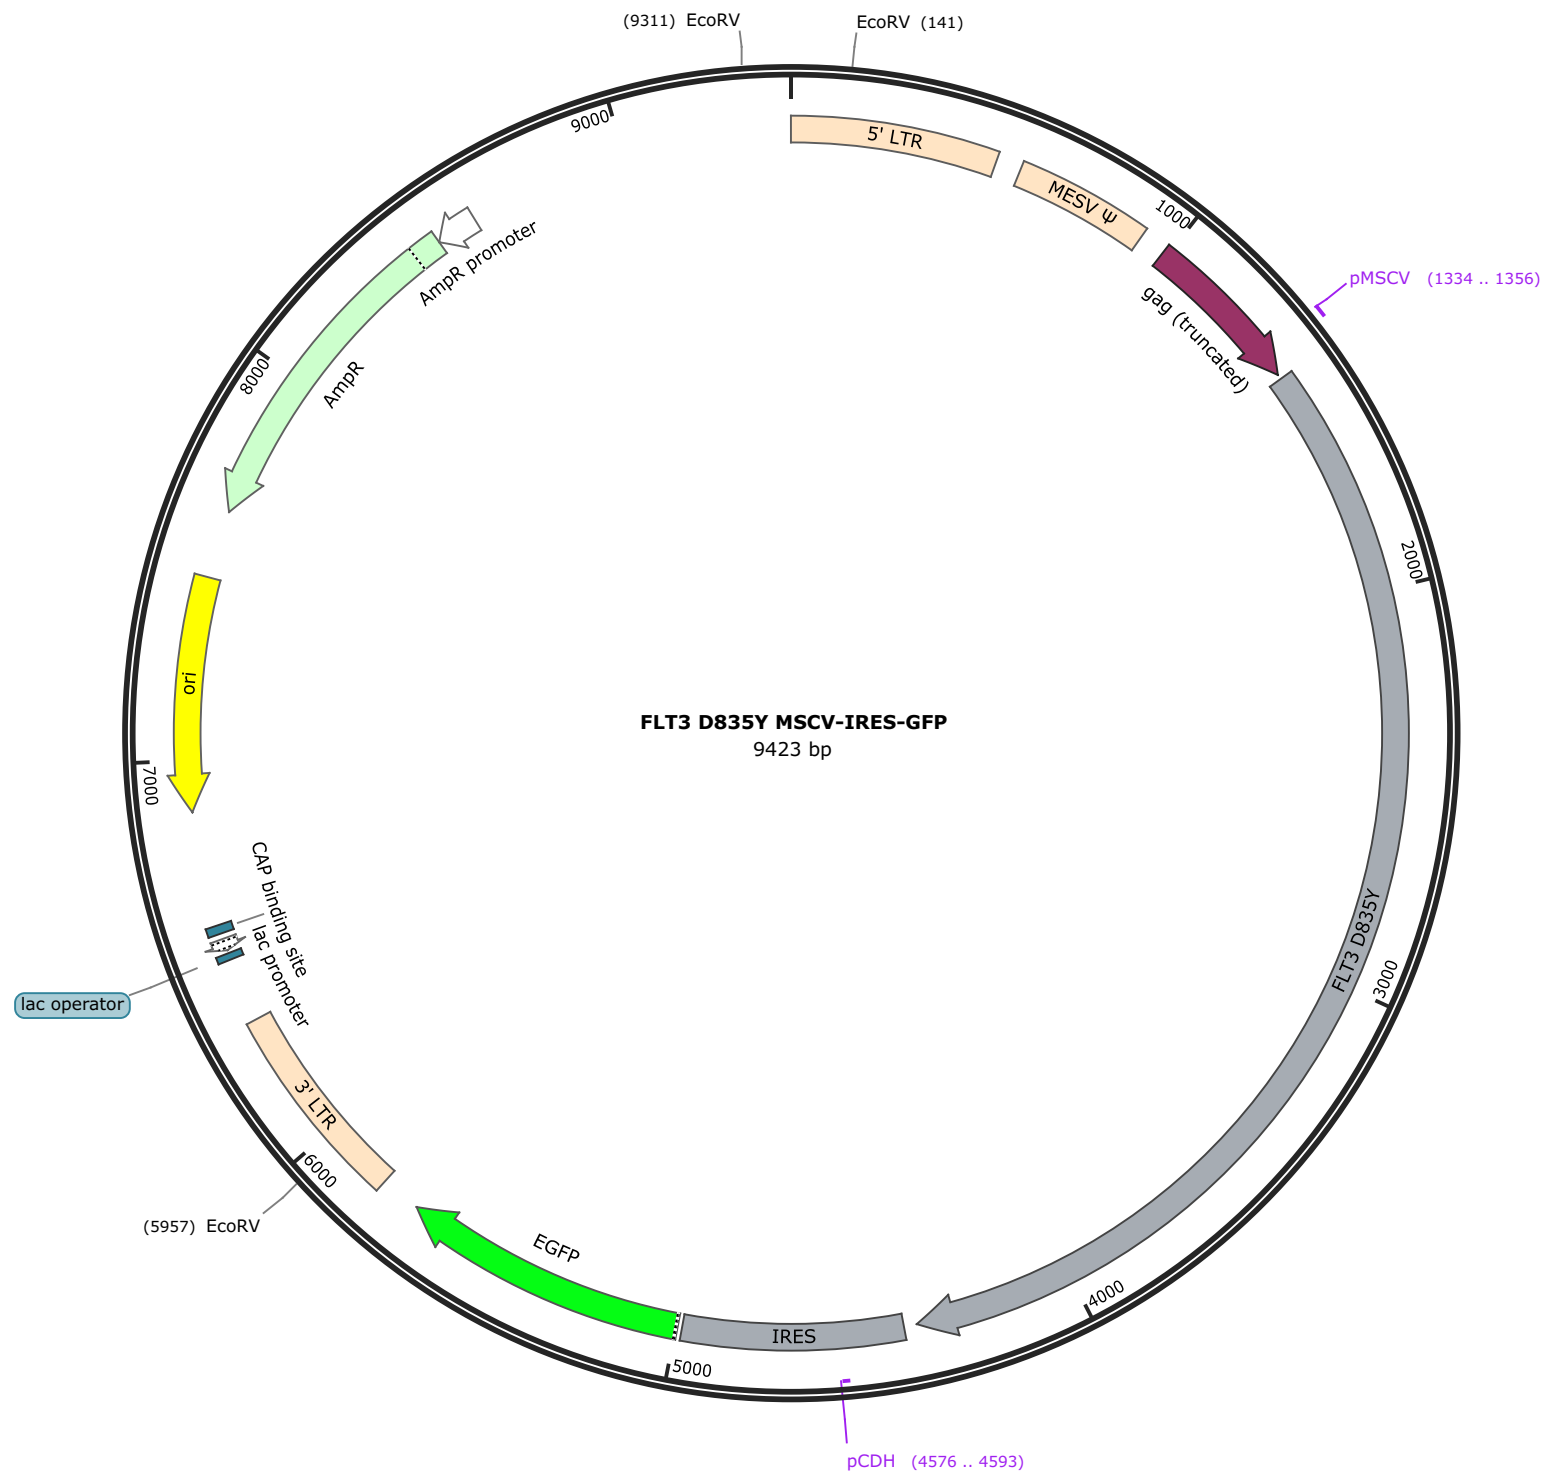 (9311) EcoRV
EcoRV (141)
9000
5' LTR
MESV Ψ
1000
AmpR promoter
pMSCV (1334 .. 1356)
gag (truncated)
8000
AmpR
2000
ori
FLT3 D835Y MSCV-IRES-GFP
9423 bp
7000
CAP binding site
lac promoter
FLT3 D835Y
3000
lac operator
3' LTR
6000
(5957) EcoRV
EGFP
4000
IRES
5000
pCDH (4576 .. 4593)